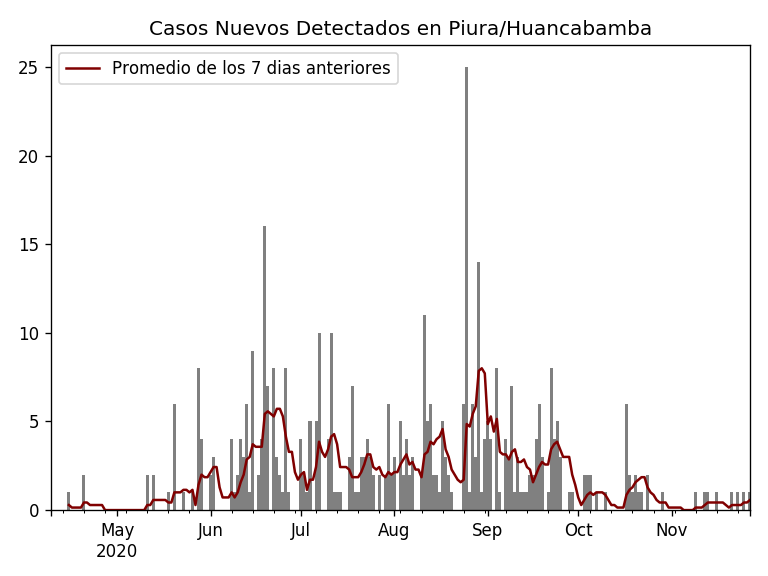 Casos Nuevos Detectados en Piura/Huancabamba
Promedio de los 7 dias anteriores
25
20
15
10
5
0
May
2020
Jun
Jul
Aug
Sep
Oct
Nov